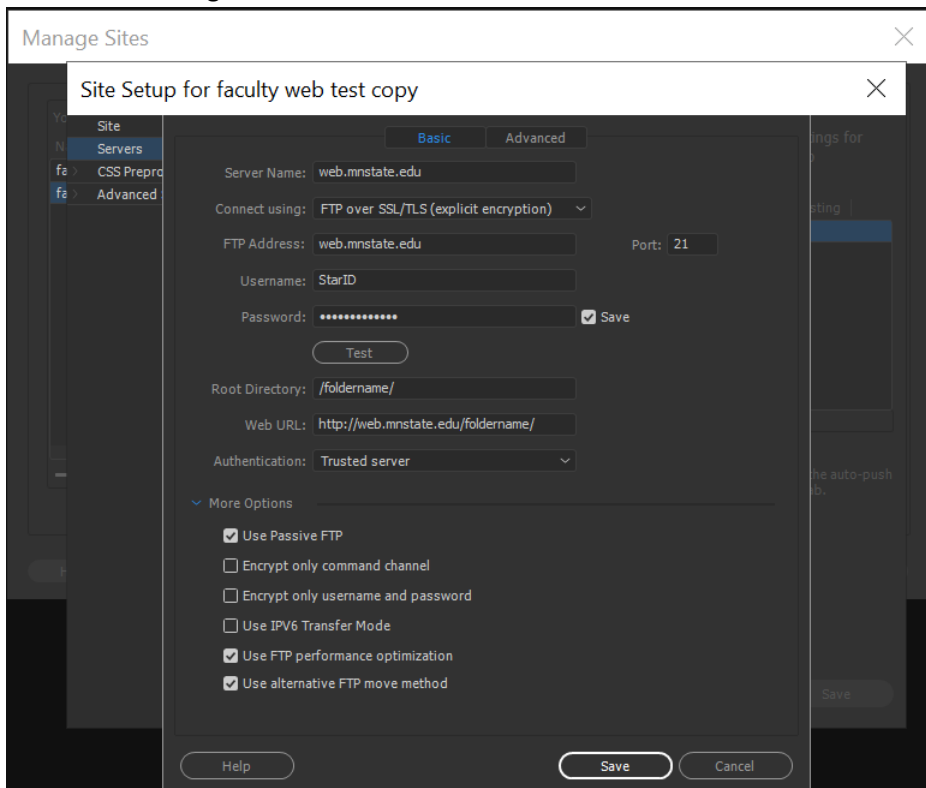 Manage Sites
Site Setup for faculty web test copy
Yo
Site
Basic
Advanced
ings for
N
Servers
fa
CSS Prepro
Server Name:
web.mnstate.edu
fa
Advanced
Connect using:
FTP over SSL/TLS (explicit encryption)
sting
FTP Address:
web.mnstate.edu
Port:
21
Username:
StarID
Password:
•••••••••••••
Save
Test
Root Directory:
/foldername/
Web URL:
http://web.mnstate.edu/foldername/
Authentication:
Trusted server
the auto-push
More Options
Use Passive FTP
Encrypt only command channel
Encrypt only username and password
Use IPV6 Transfer Mode
Use FTP performance optimization
Use alternative FTP move method
Save
Help
Save
Cancel